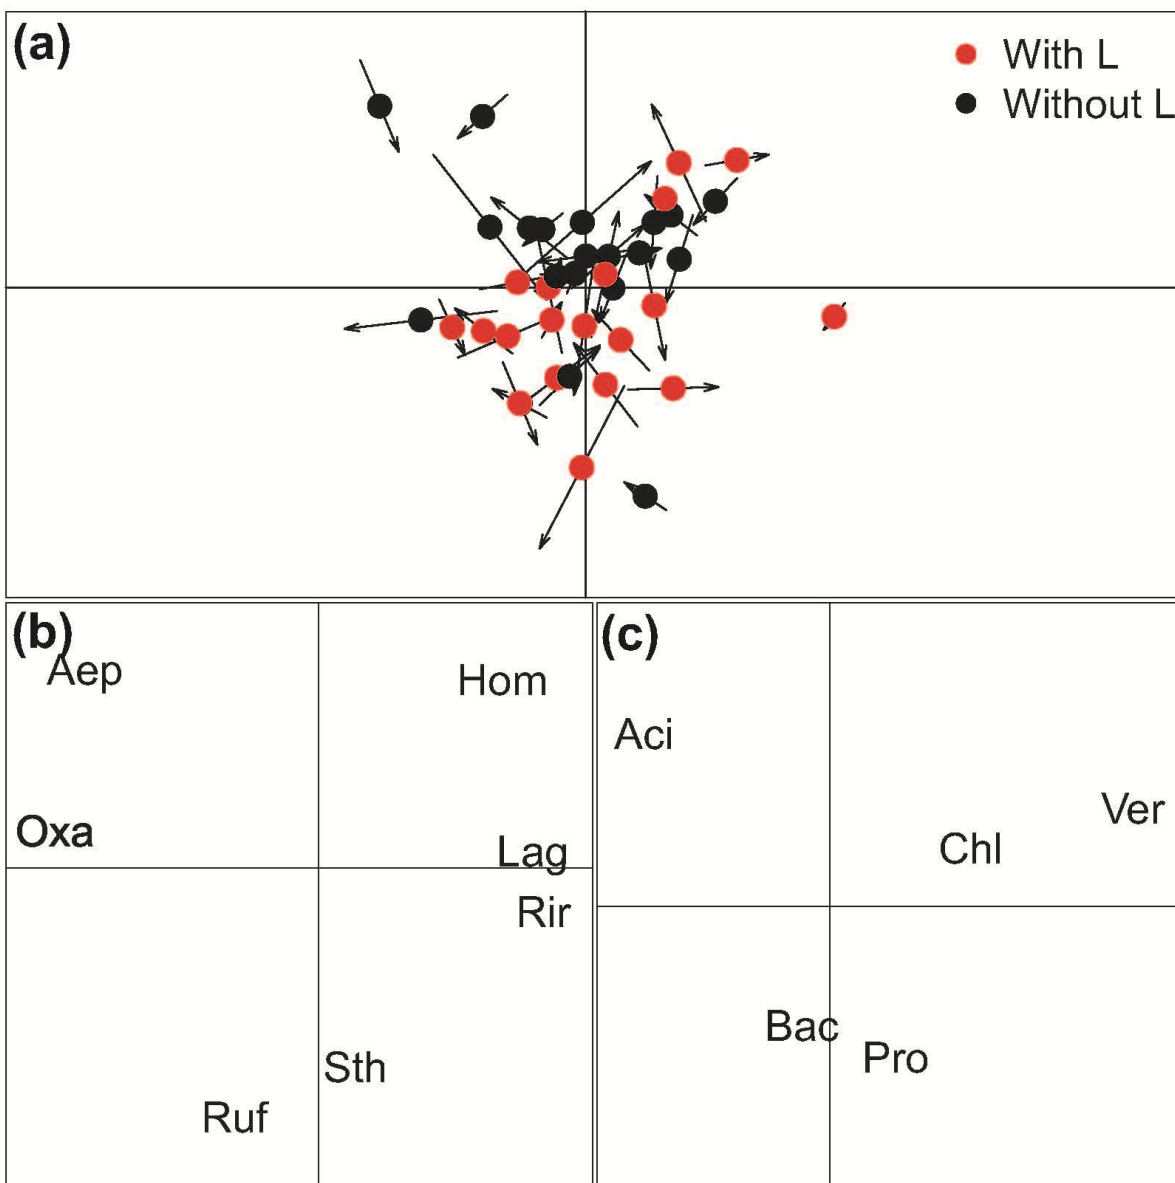 (a)
With L
Without L
(b)
Aep
Hom
Oxa
Lag
Rir
Sth
Ruf
(c)
Aci
Ver
Chl
Bac
Pro